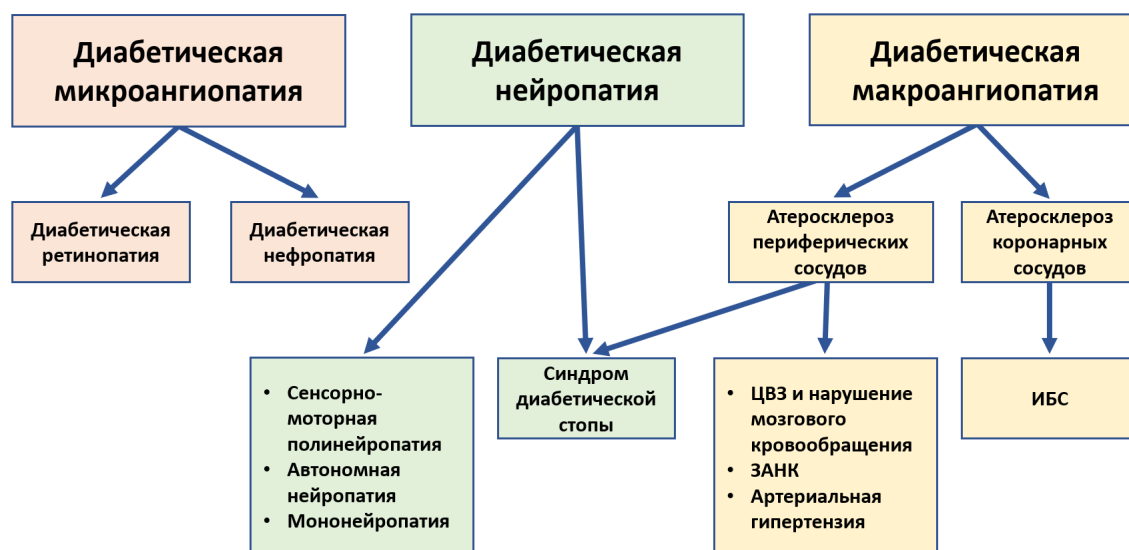 Диабетическая
микроангиопатия
Диабетическая
нейропатия
Диабетическая
макроангиопатия
Диабетическая
ретинопатия
Диабетическая
нефропатия
Атеросклероз
периферических
сосудов
Атеросклероз
коронарных
сосудов
• Сенсорно-
моторная
полинейропатия
• Автономная
нейропатия
• Мононейропатия
Синдром
диабетической
стопы
• ЦВЗ и нарушение
мозгового
кровообращения
• ЗАНК
• Артериальная
гипертензия
ИБС